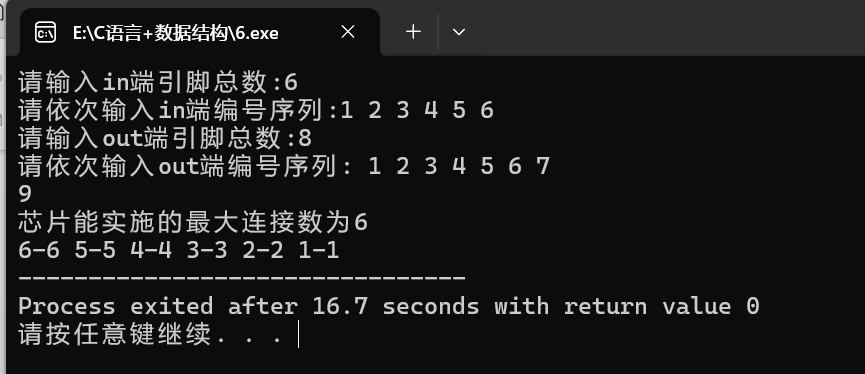 E:\C语言+数据结构\6.exe
请输入in端引脚总数:6
请依次输入in端编号序列:1 2 3 4 5 6
请输入out端引脚总数:8
请依次输入out端编号序列: 1 2 3 4 5 6 7
9
芯片能实施的最大连接数为6
6-6 5-5 4-4 3-3 2-2 1-1
--------------------------------
Process exited after 16.7 seconds with return value 0
请按任意键继续. . .